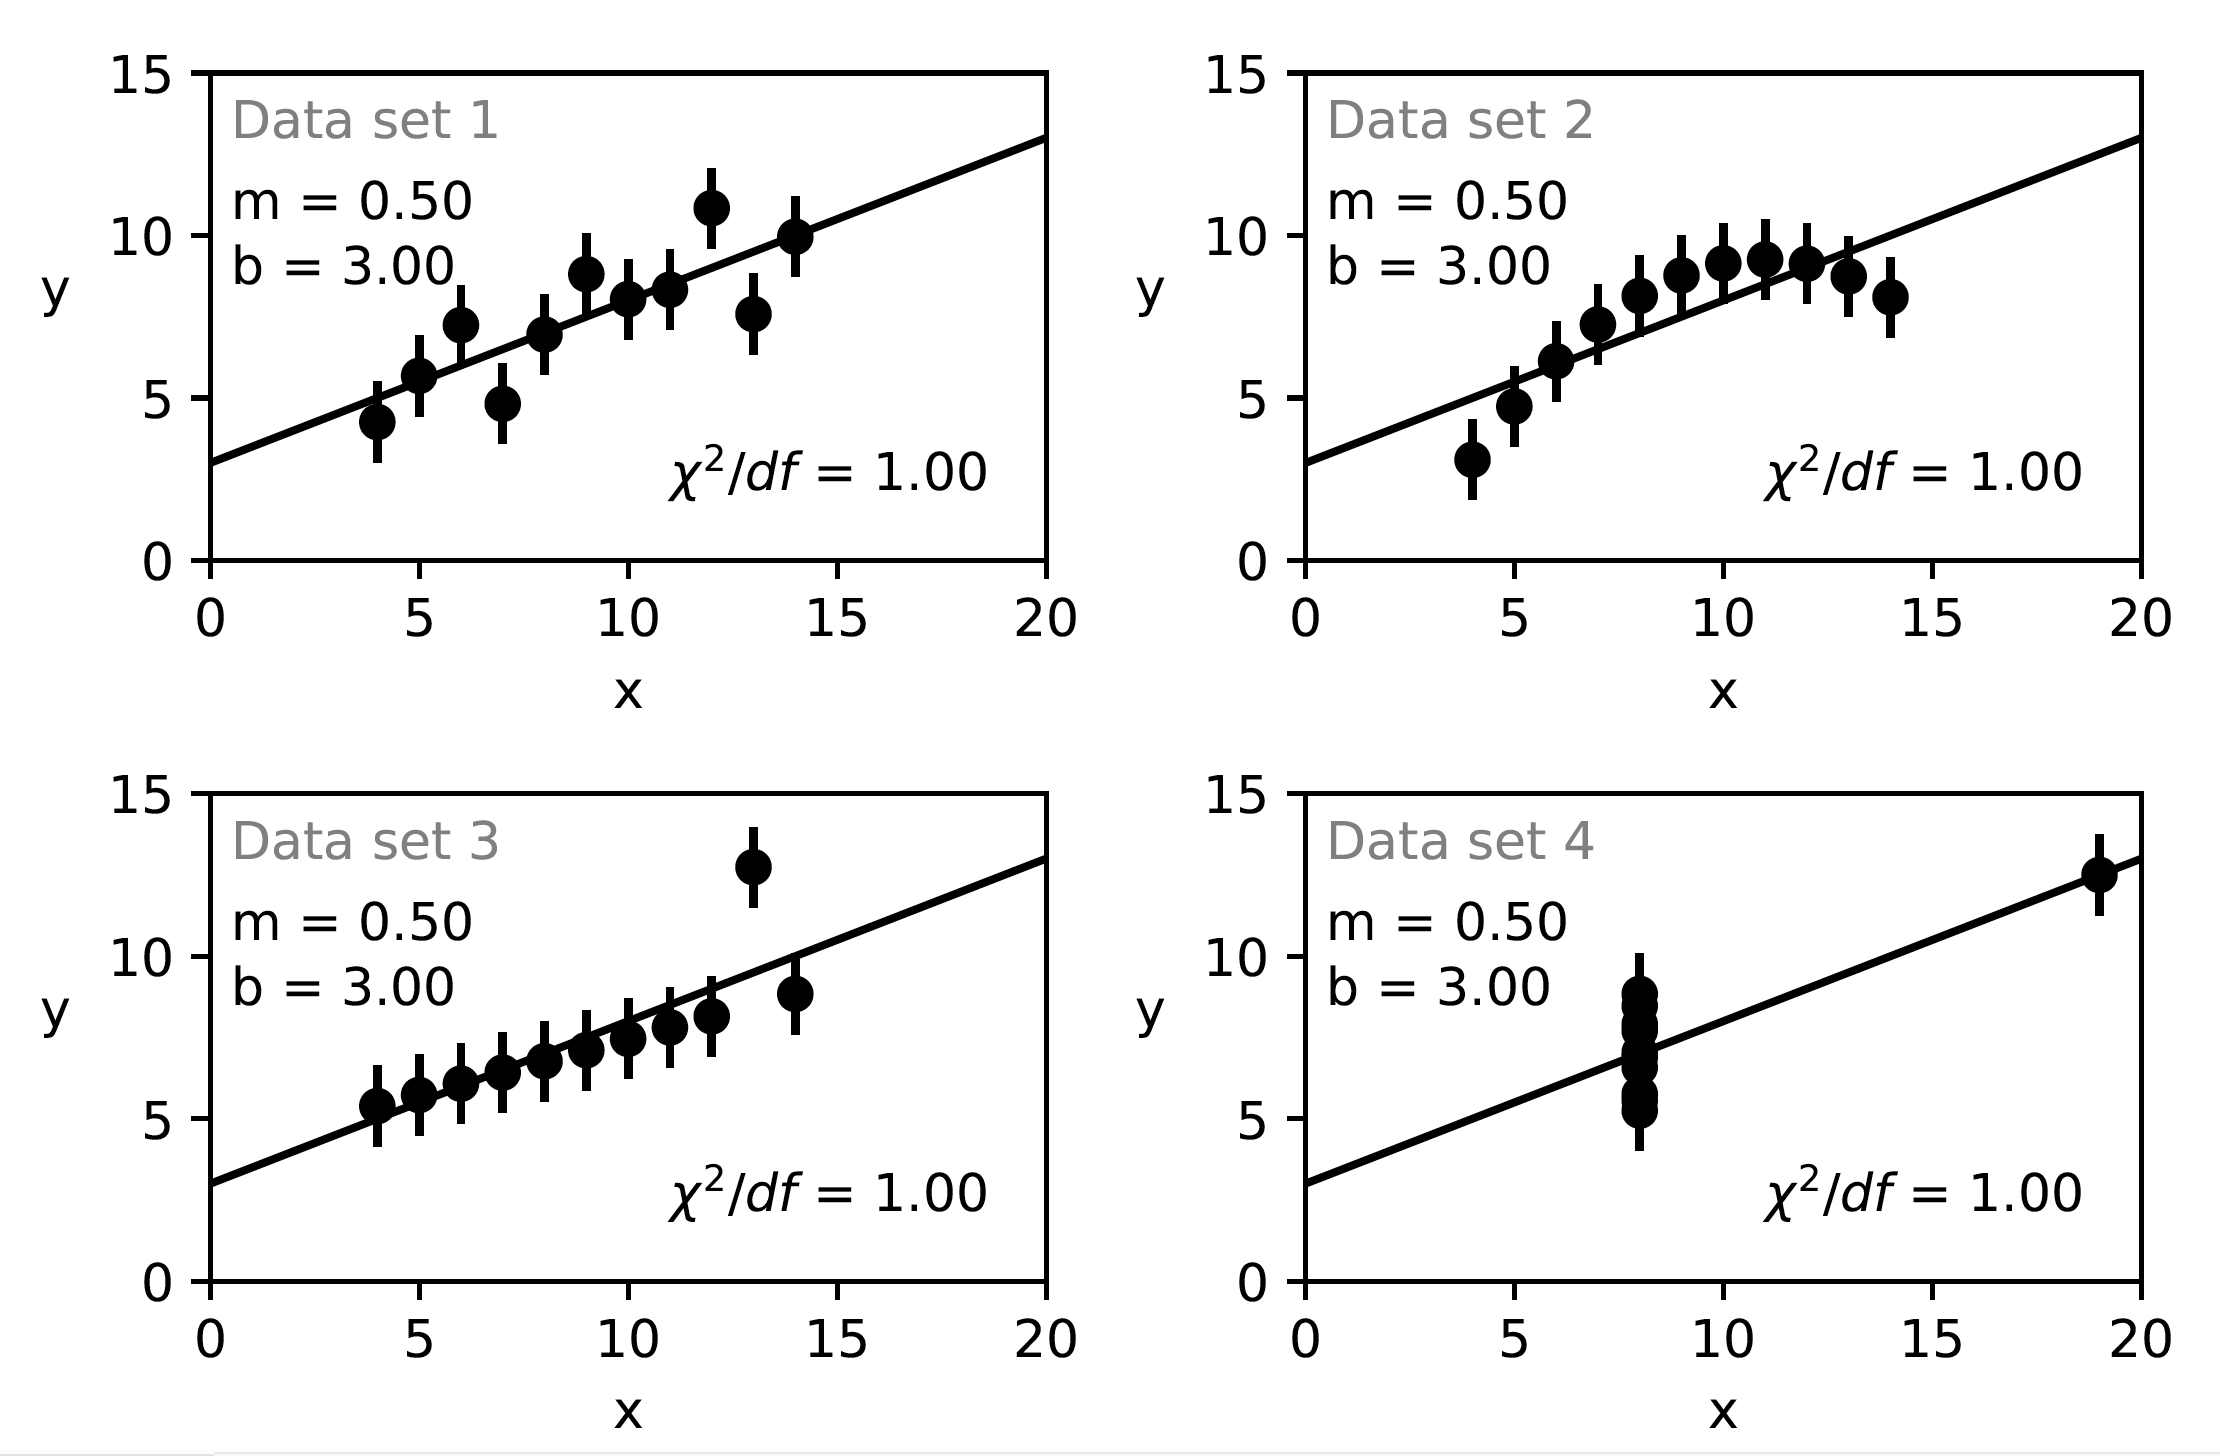 Data set 1
m = 0.50
b = 3.00
χ²/df = 1.00
15
10
5
0
y
0 5 10 15 20
x
Data set 2
m = 0.50
b = 3.00
χ²/df = 1.00
15
10
5
0
y
0 5 10 15 20
x
Data set 3
m = 0.50
b = 3.00
χ²/df = 1.00
15
10
5
0
y
0 5 10 15 20
x
Data set 4
m = 0.50
b = 3.00
χ²/df = 1.00
15
10
5
0
y
0 5 10 15 20
x